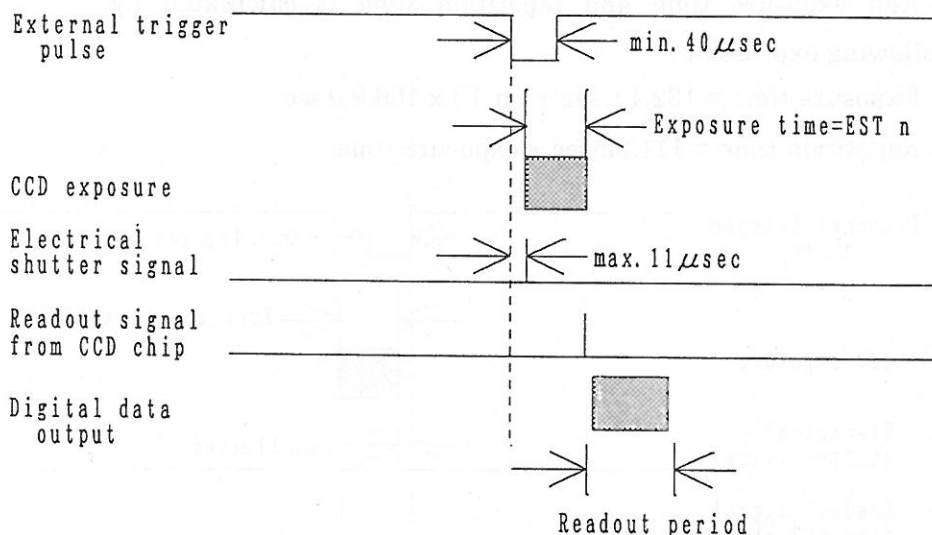 External trigger
pulse
min. 40 μsec
Exposure time=EST n
CCD exposure
Electrical
shutter signal
max. 11 μsec
Readout signal
from CCD chip
Digital data
output
Readout period